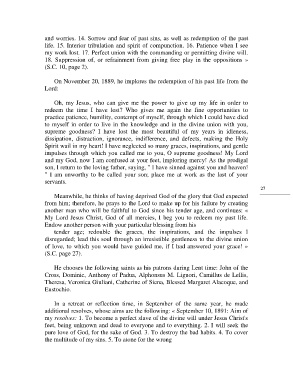 and worries. 14. Sorrow and fear of past sins, as well as redemption of the past
life. 15. Interior tribulation and spirit of compunction. 16. Patience when I see
my work lost. 17. Perfect union with the commanding or permitting divine will.
18. Suppression of, or refrainment from giving free play in the oppositions »
(S.C. 10, page 2).
On November 20, 1889, he implores the redemption of his past life from the
Lord:
Oh, my Jesus, who can give me the power to give up my life in order to
redeem the time I have lost? Who gives me again the fine opportunities to
practice patience, humility, contempt of myself, through which I could have died
to myself in order to live in the knowledge and in the divine union with you,
supreme goodness? I have lost the most beautiful of my years in idleness,
dissipation, distraction, ignorance, indifference, and defects, making the Holy
Spirit wail in my heart! I have neglected so many graces, inspirations, and gentle
impulses through which you called me to you, O supreme goodness! My Lord
and my God, now I am confused at your feet, imploring mercy! As the prodigal
son, I return to the loving father, saying, " I have sinned against you and heaven!
" I am unworthy to be called your son; place me at work as the last of your
servants.
27
Meanwhile, he thinks of having deprived God of the glory that God expected
from him; therefore, he prays to the Lord to make up for his failure by creating
another man who will be faithful to God since his tender age, and continues: «
My Lord Jesus Christ, God of all mercies, I beg you to redeem my past life.
Endow another person with your particular blessing from his
tender age; redouble the graces, the inspirations, and the impulses I
disregarded; lead this soul through an irresistible gentleness to the divine union
of love, to which you would have guided me, if I had answered your grace! »
(S.C. page 27).
He chooses the following saints as his patrons during Lent time: John of the
Cross, Dominic, Anthony of Padua, Alphonsus M. Liguori, Camillus de Lellis,
Theresa, Veronica Giuliani, Catherine of Siena, Blessed Margaret Alacoque, and
Eustochio.
In a retreat or reflection time, in September of the same year, he made
additional resolves, whose aims are the following: « September 10, 1891: Aim of
my resolves: 1. To become a perfect slave of the divine will under Jesus Christ's
feet, being unknown and dead to everyone and to everything. 2. I will seek the
pure love of God, for the sake of God. 3. To destroy the bad habits. 4. To cover
the multitude of my sins. 5. To atone for the wrong